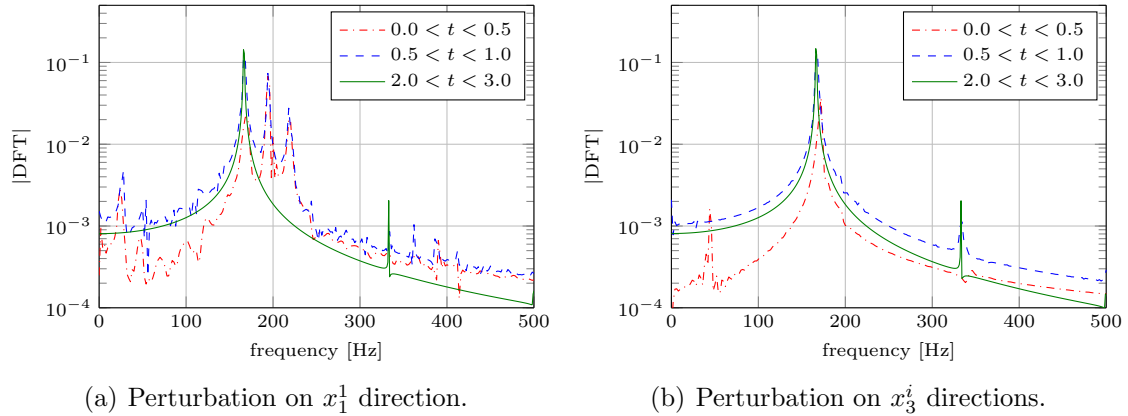 0.0 < t < 0.5
0.5 < t < 1.0
2.0 < t < 3.0
10⁻¹
10⁻²
10⁻³
10⁻⁴
|DFT|
0 100 200 300 400 500
frequency [Hz]
(a) Perturbation on x₁¹ direction.
0.0 < t < 0.5
0.5 < t < 1.0
2.0 < t < 3.0
10⁻¹
10⁻²
10⁻³
10⁻⁴
|DFT|
0 100 200 300 400 500
frequency [Hz]
(b) Perturbation on x₃ⁱ directions.